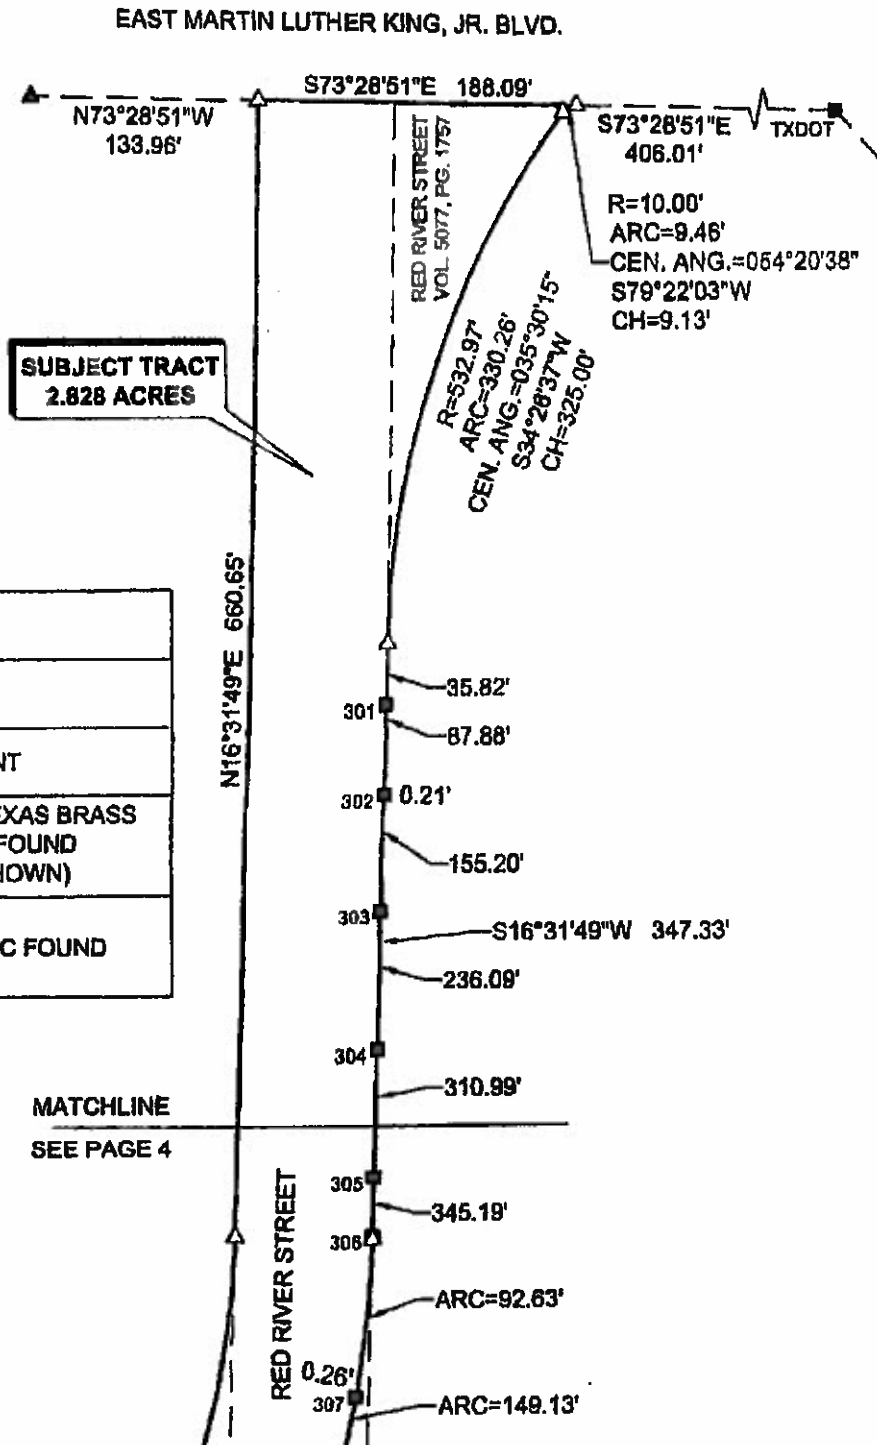 EAST MARTIN LUTHER KING, JR. BLVD.
S73°28'51"E 188.09'
N73°28'51"W
133.96'
S73°28'51"E
406.01'
TXDOT
RED RIVER STREET
VOL. 5077, PG. 1757
R=10.00'
ARC=9.46'
CEN. ANG.=054°20'38"
S79°22'03"W
CH=9.13'
R=532.97'
ARC=330.26'
CEN. ANG.=035°30'15"
S34°28'37"W
CH=325.00'
SUBJECT TRACT
2.828 ACRES
N16°31'49"E 660.65'
35.82'
301
87.88'
302 0.21'
155.20'
303
S16°31'49"W 347.33'
236.09'
304
310.99'
NT
EXAS BRASS
FOUND
HOWN)
C FOUND
MATCHLINE
SEE PAGE 4
305
345.19'
306
RED RIVER STREET
ARC=92.63'
0.26'
307
ARC=149.13'